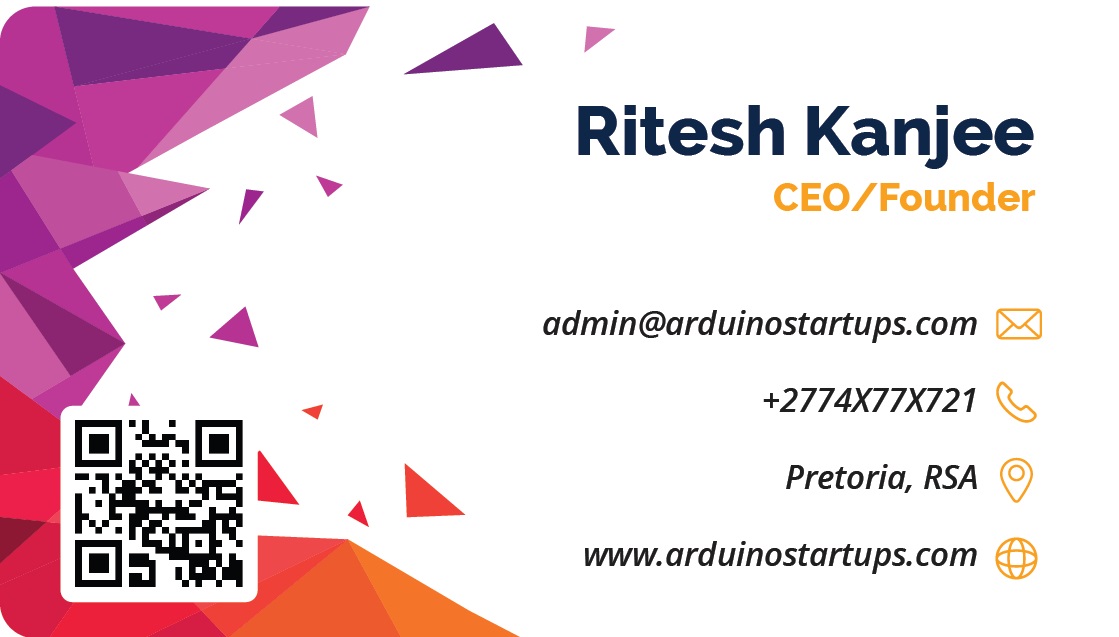 Ritesh Kanjee
CEO/Founder
admin@arduinostartups.com
+2774X77X721
Pretoria, RSA
www.arduinostartups.com